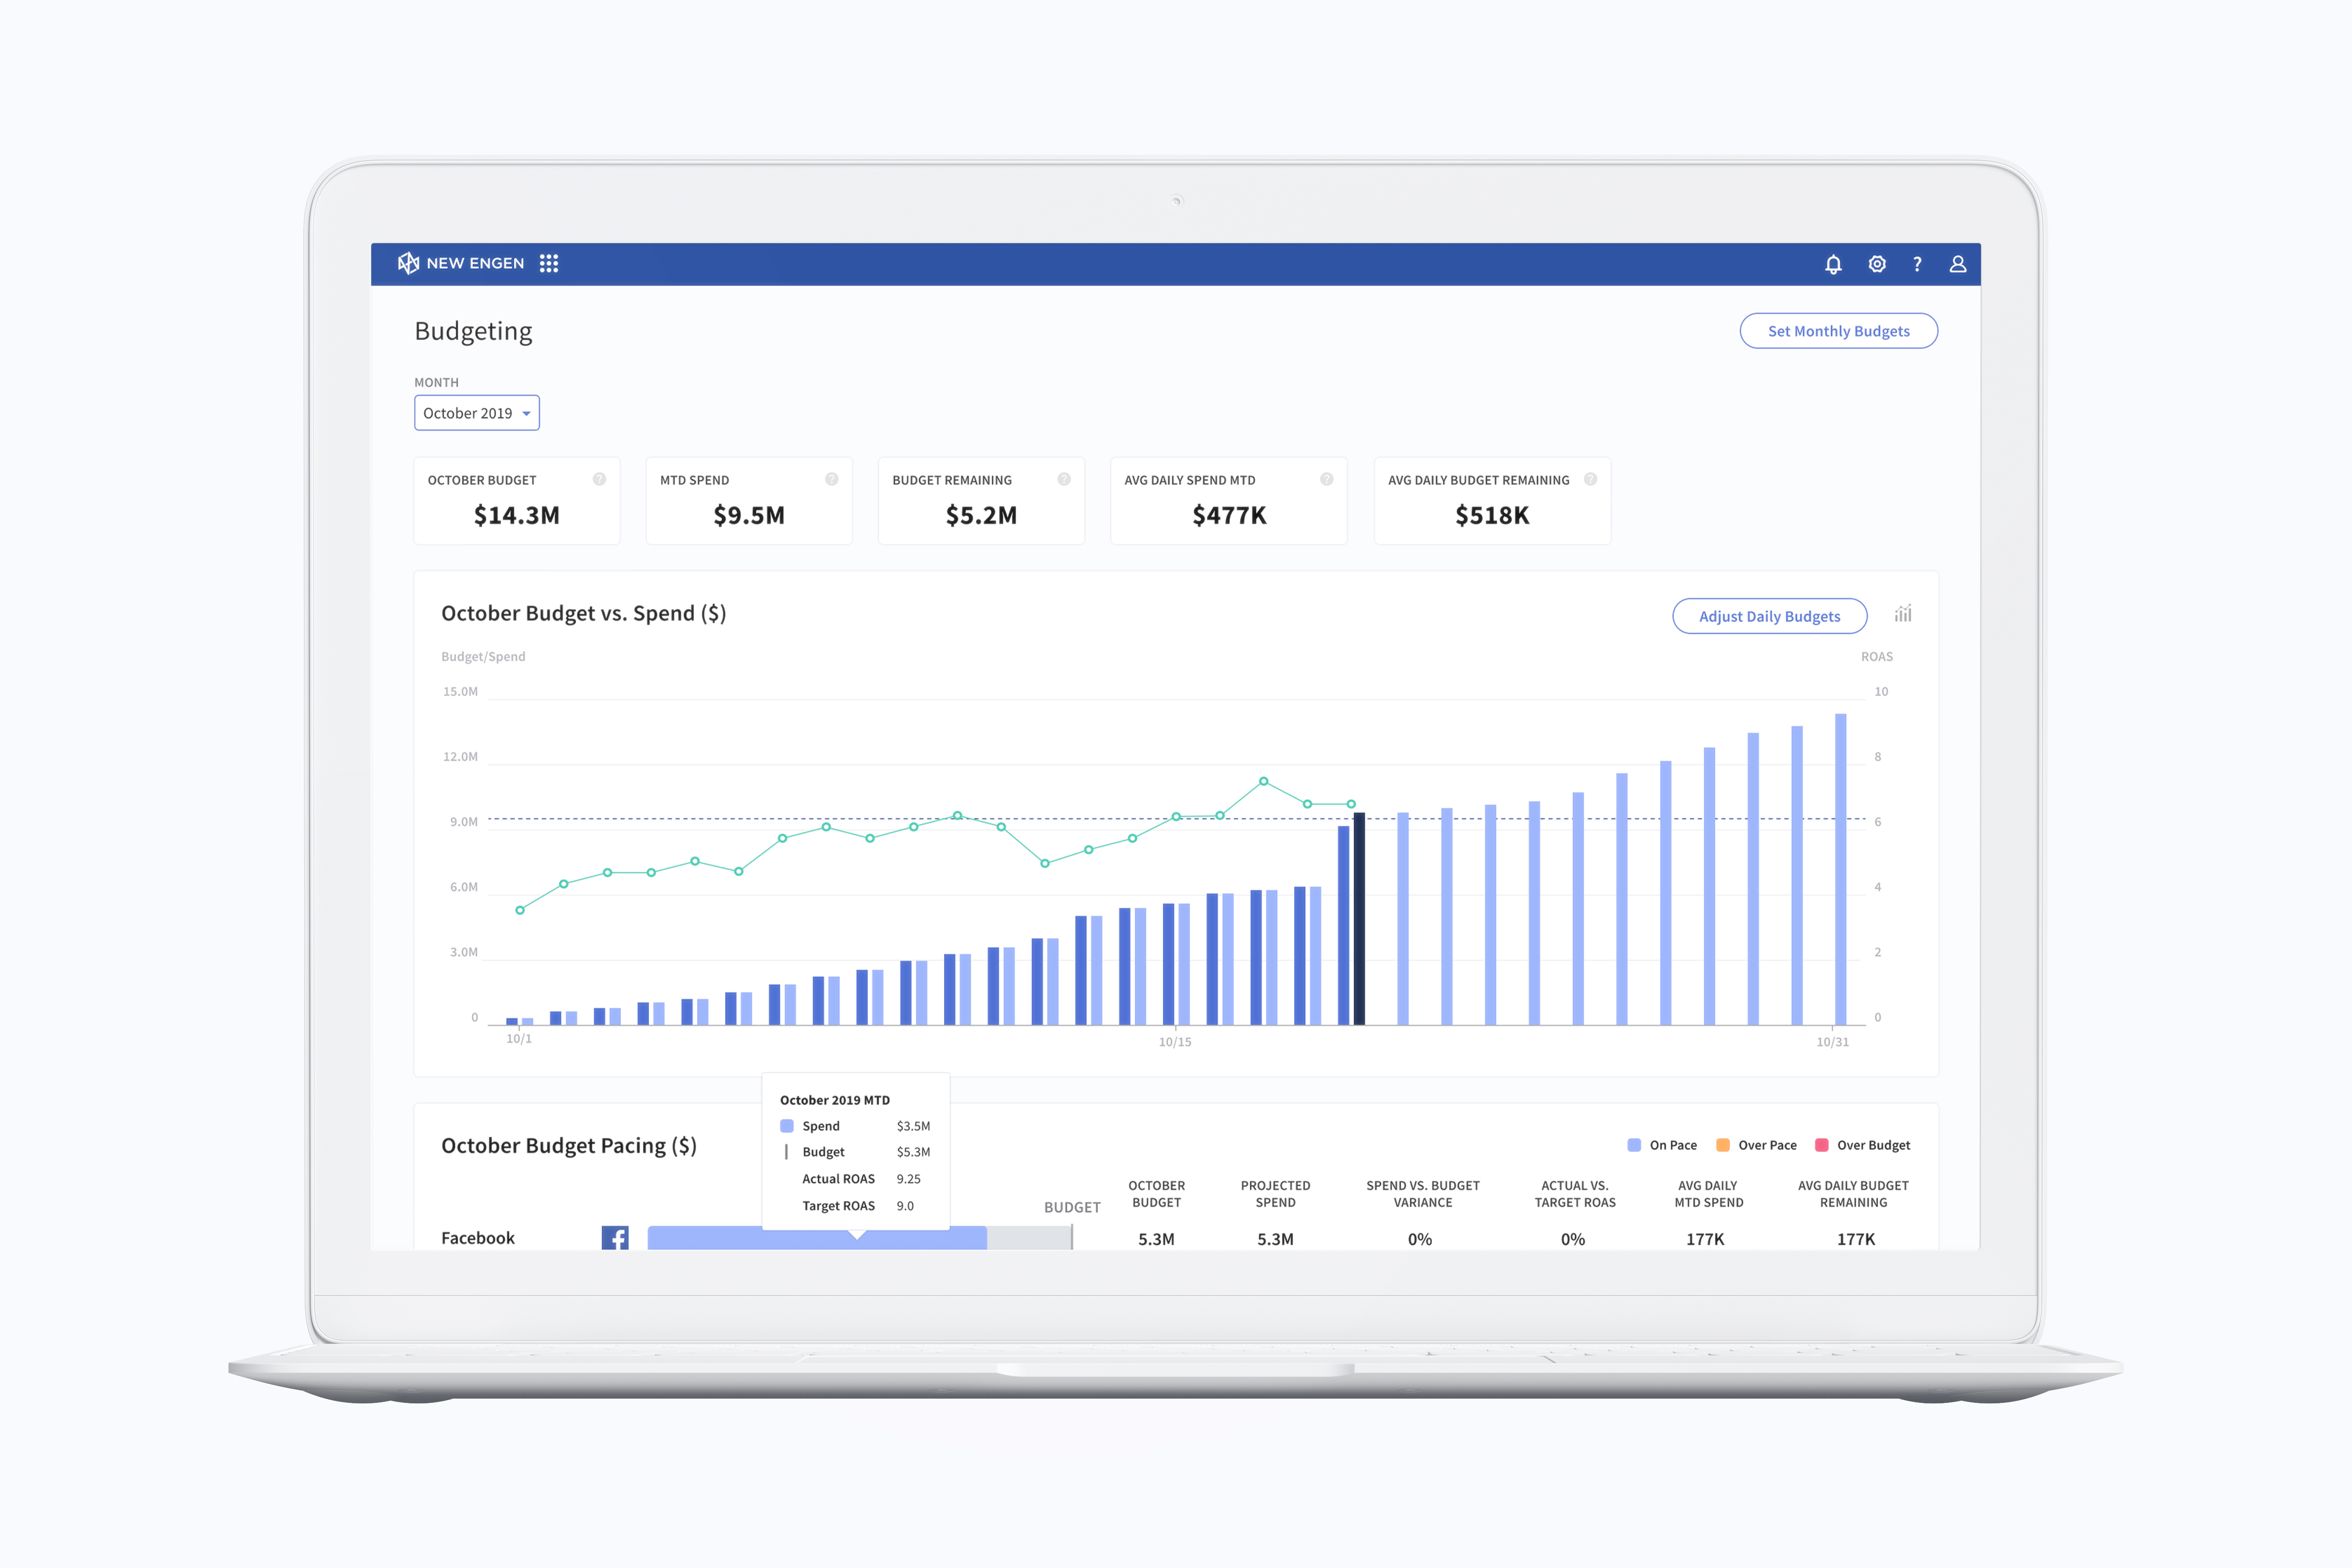 NEW ENGEN
?
Budgeting
Set Monthly Budgets
MONTH
October 2019
OCTOBER BUDGET ?
$14.3M
MTD SPEND ?
$9.5M
BUDGET REMAINING ?
$5.2M
AVG DAILY SPEND MTD ?
$477K
AVG DAILY BUDGET REMAINING ?
$518K
October Budget vs. Spend ($)
Adjust Daily Budgets
Budget/Spend
ROAS
15.0M
10
12.0M
8
9.0M
6
6.0M
4
3.0M
2
0
0
10/1
10/15
10/31
October 2019 MTD
Spend $3.5M
Budget $5.3M
Actual ROAS 9.25
Target ROAS 9.0
October Budget Pacing ($)
On Pace
Over Pace
Over Budget
BUDGET
OCTOBER
BUDGET
PROJECTED
SPEND
SPEND VS. BUDGET
VARIANCE
ACTUAL VS.
TARGET ROAS
AVG DAILY
MTD SPEND
AVG DAILY BUDGET
REMAINING
Facebook
f
5.3M
5.3M
0%
0%
177K
177K